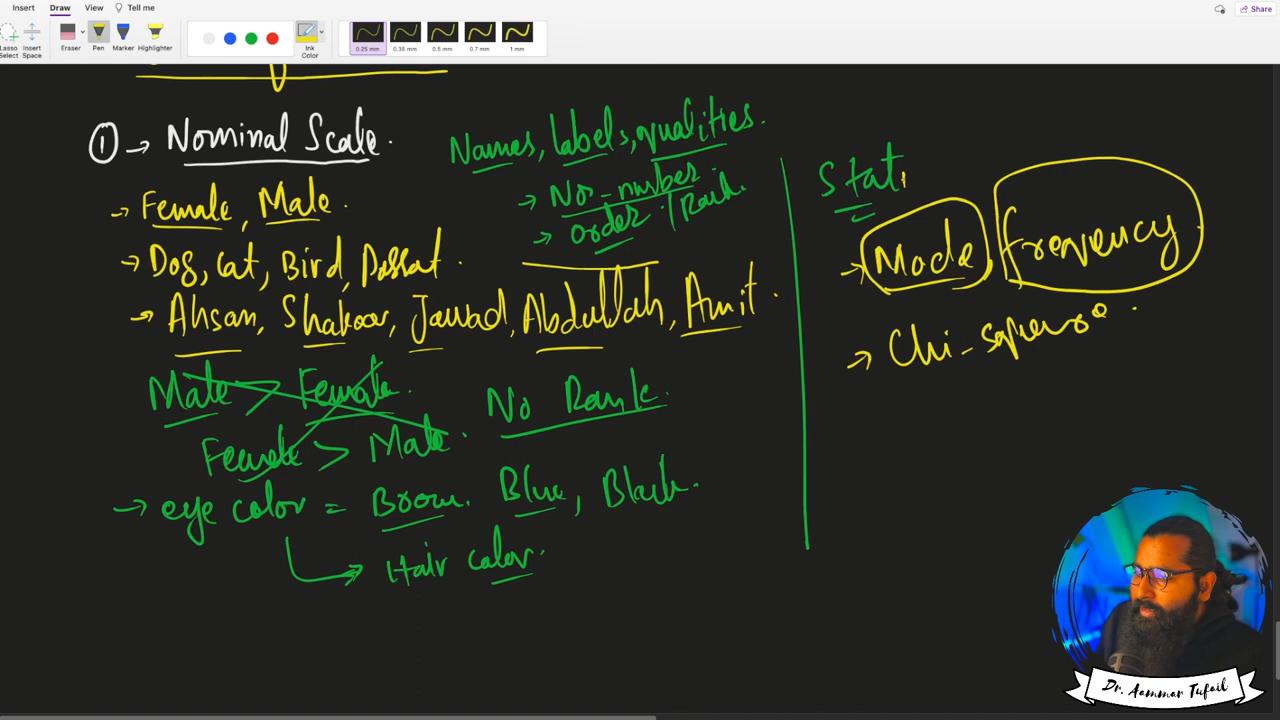 Insert Draw View Tell me
Share
Lasso Select
Insert Space
Eraser
Pen
Marker
Highlighter
Ink Color
0.25 mm
0.35 mm
0.5 mm
0.7 mm
1 mm
① → Nominal Scale.
Names, labels, qualities.
→ No-number
→ order / Rank.
→ Female, Male.
→ Dog, Cat, Bird, Parrot.
→ Ahsan, Shakoor, Jawad, Abdullah, Amit.
Male > Female.
Female > Male.
No Rank.
→ eye color = Brown. Blue, Black.
→ Hair color.
Stat
→ Mode frequency
→ Chi-square
Dr. Aammar Tufail